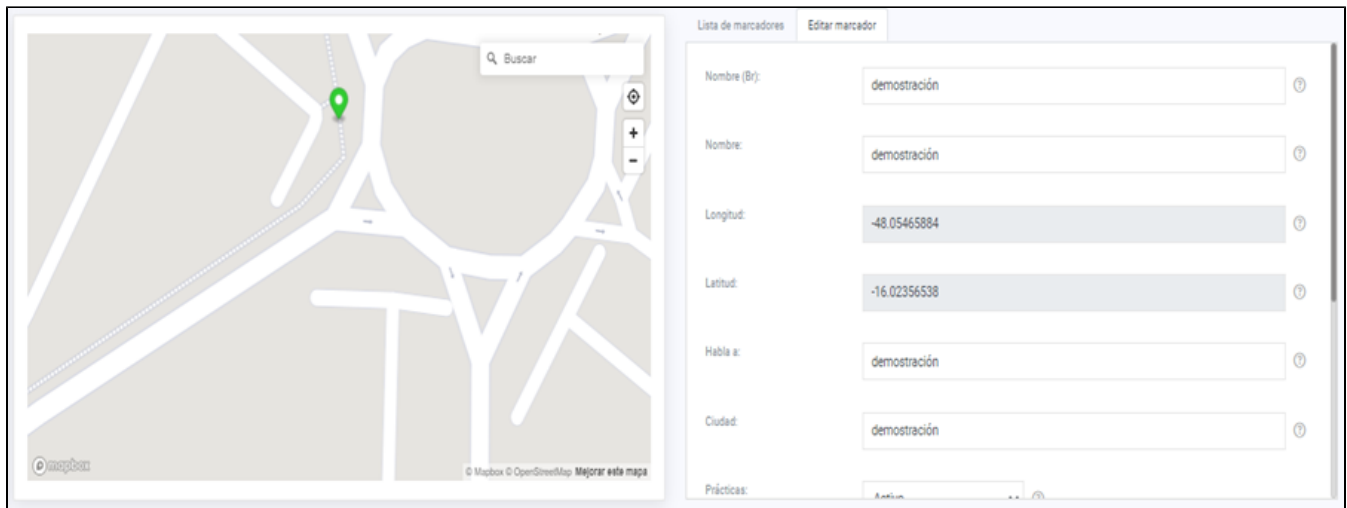 Buscar
+
−
mapbox
© Mapbox © OpenStreetMap Mejorar este mapa
Lista de marcadores Editar marcador
Nombre (Br): demostración
Nombre: demostración
Longitud: -48.05465884
Latitud: -16.02356538
Habla a: demostración
Ciudad: demostración
Prácticas: Activo